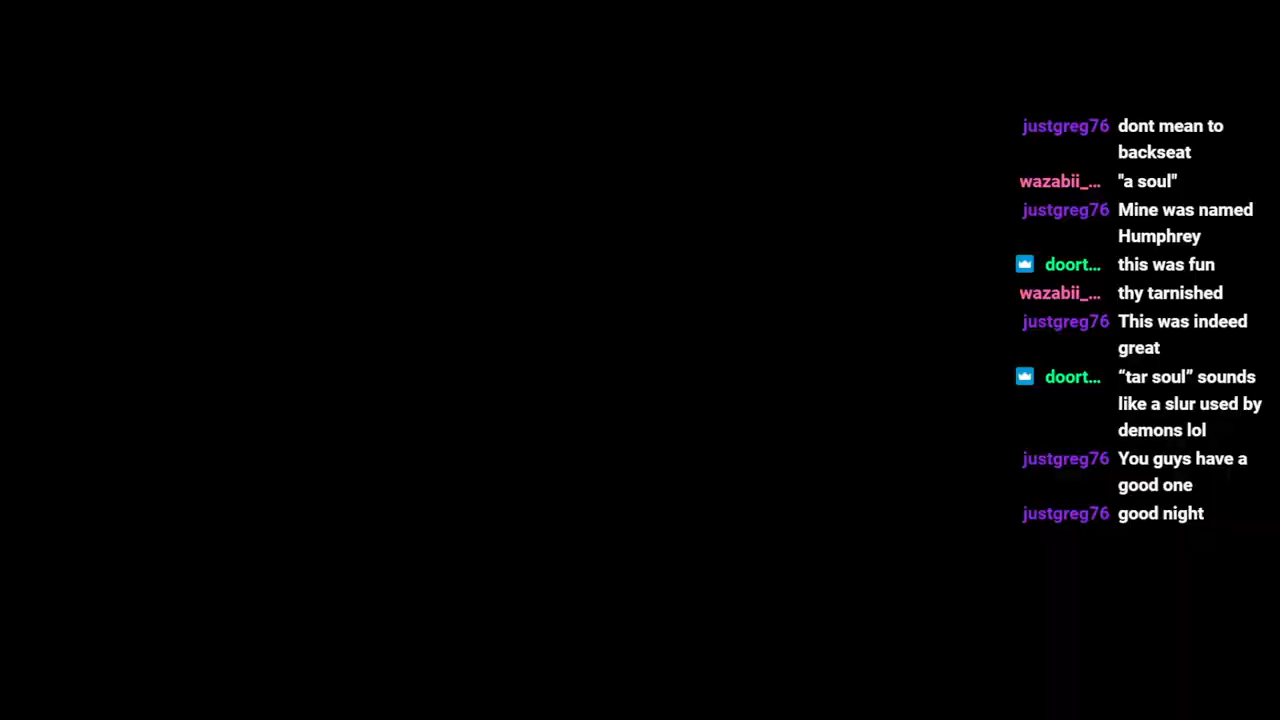 justgreg76 dont mean to
backseat
wazabii_... "a soul"
justgreg76 Mine was named
Humphrey
doort... this was fun
wazabii_... thy tarnished
justgreg76 This was indeed
great
doort... “tar soul” sounds
like a slur used by
demons lol
justgreg76 You guys have a
good one
justgreg76 good night